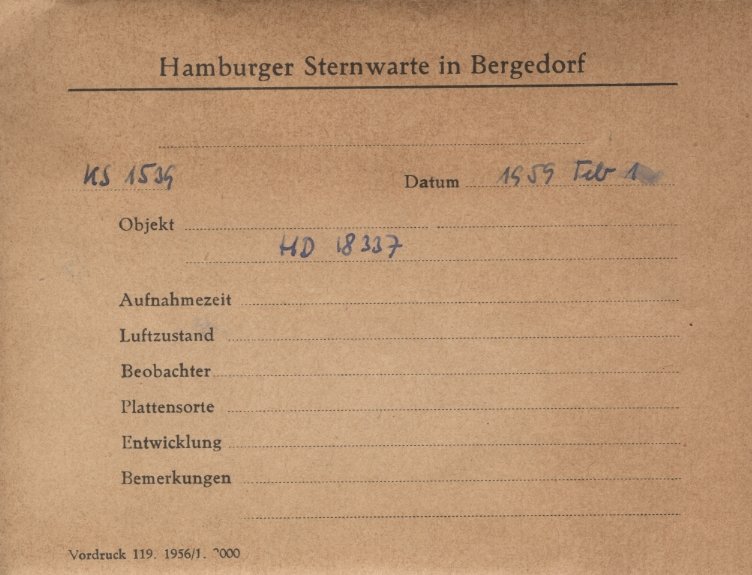 Hamburger Sternwarte in Bergedorf
KS 1539 Datum 1959 Feb 1
Objekt
HD 18337
Aufnahmezeit
Luftzustand
Beobachter
Plattensorte
Entwicklung
Bemerkungen
Vordruck 119. 1956/1. 2000